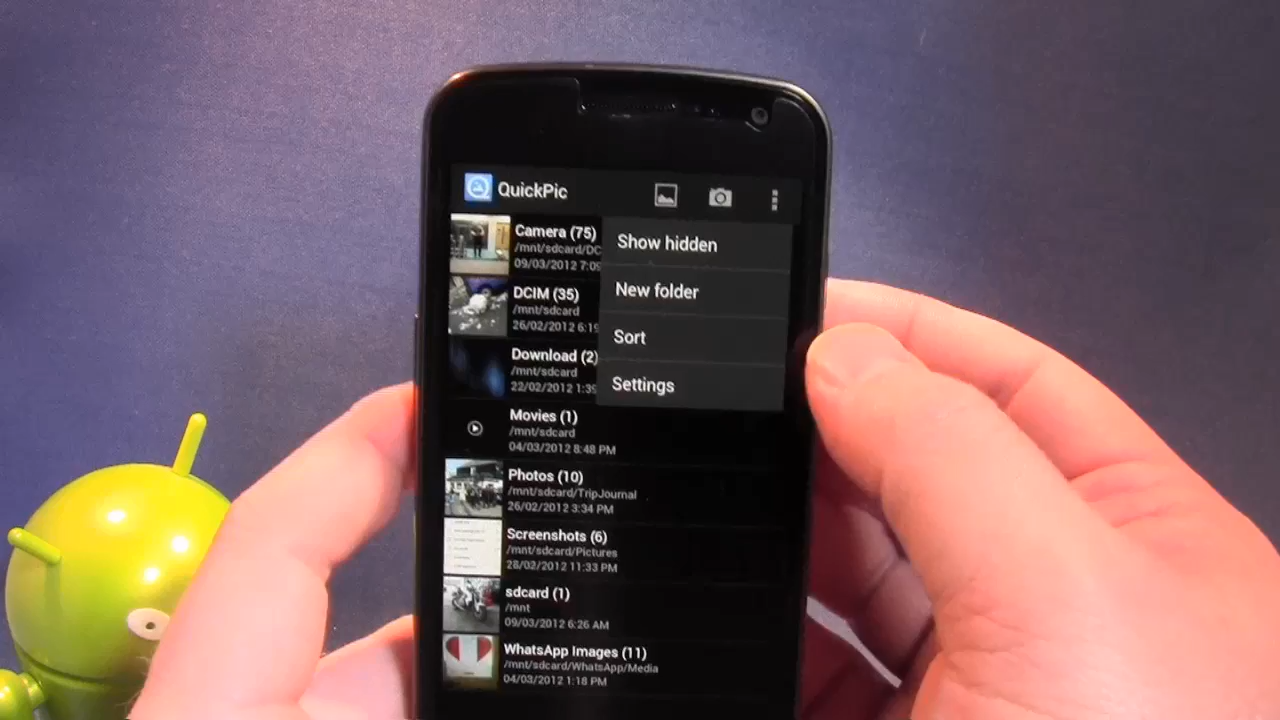 QuickPic
Camera (75)
/mnt/sdcard/DC
09/03/2012 7:09
Show hidden
New folder
Sort
Settings
DCIM (35)
/mnt/sdcard
26/02/2012 6:19
Download (2)
/mnt/sdcard
22/02/2012 1:39
Movies (1)
/mnt/sdcard
04/03/2012 8:48 PM
Photos (10)
/mnt/sdcard/TripJournal
26/02/2012 3:34 PM
Screenshots (6)
/mnt/sdcard/Pictures
28/02/2012 11:33 PM
sdcard (1)
/mnt
09/03/2012 6:26 AM
WhatsApp Images (11)
/mnt/sdcard/WhatsApp/Media
04/03/2012 1:18 PM